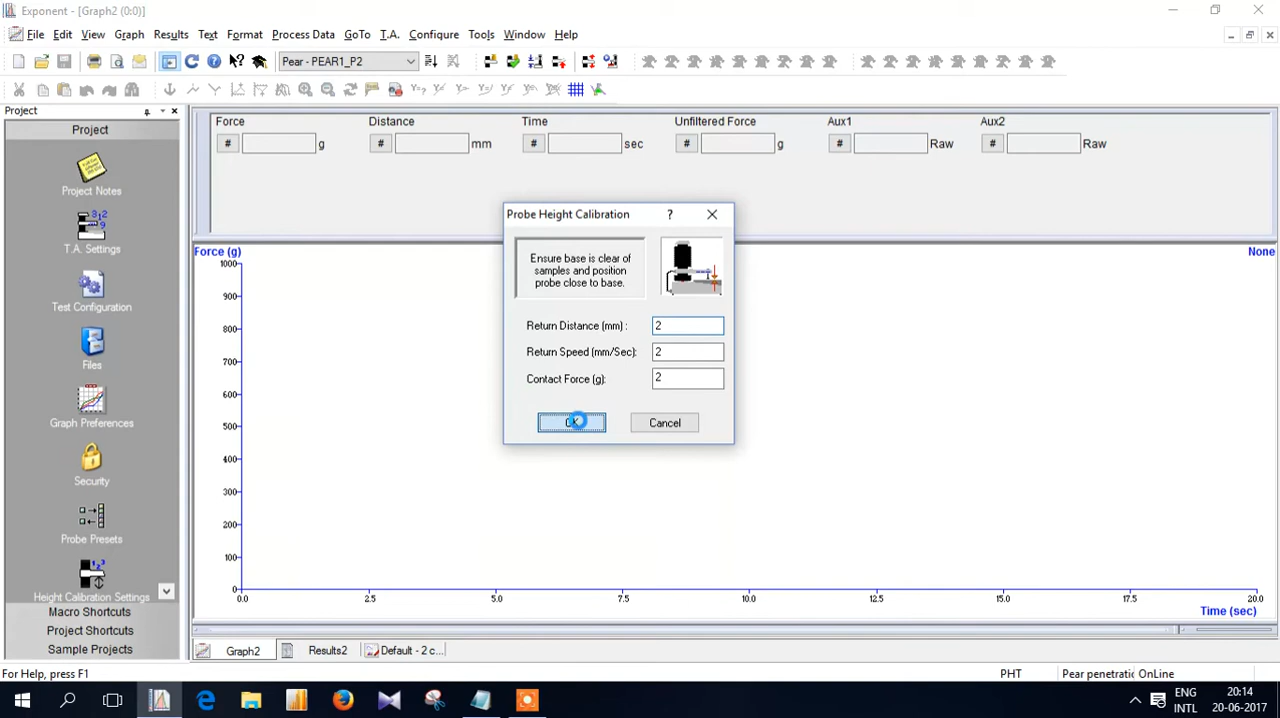 Exponent - [Graph2 (0:0)]
File Edit View Graph Results Text Format Process Data GoTo T.A. Configure Tools Window Help
Pear - PEAR1_P2
Project
Project
Project Notes
T.A. Settings
Test Configuration
Files
Graph Preferences
Security
Probe Presets
Height Calibration Settings
Macro Shortcuts
Project Shortcuts
Sample Projects
Force Distance Time Unfiltered Force Aux1 Aux2
# g # mm # sec # g # Raw # Raw
Probe Height Calibration ?
Ensure base is clear of
samples and position
probe close to base.
Return Distance (mm) : 2
Return Speed (mm/Sec): 2
Contact Force (g): 2
Cancel
Force (g) None
1000
900
800
700
600
500
400
300
200
100
0
0.0 2.5 5.0 7.5 10.0 12.5 15.0 17.5 20.0
Time (sec)
Graph2 Results2 Default - 2 c...
For Help, press F1 PHT Pear penetratic OnLine
ENG 20:14
INTL 20-06-2017